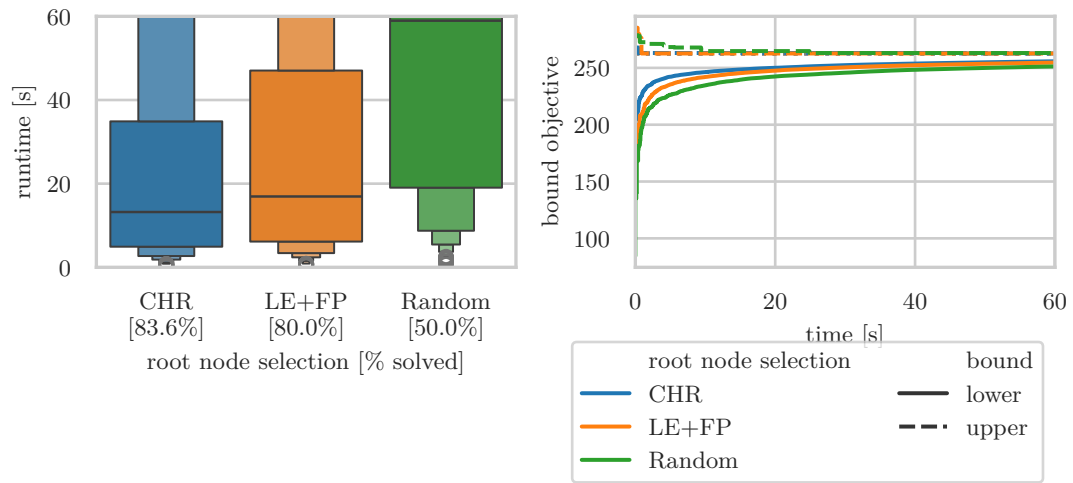 runtime [s]
60
40
20
0
CHR
[83.6%]
LE+FP
[80.0%]
Random
[50.0%]
root node selection [% solved]
bound objective
250
200
150
100
0
20
40
60
time [s]
root node selection
CHR
LE+FP
Random
bound
lower
upper